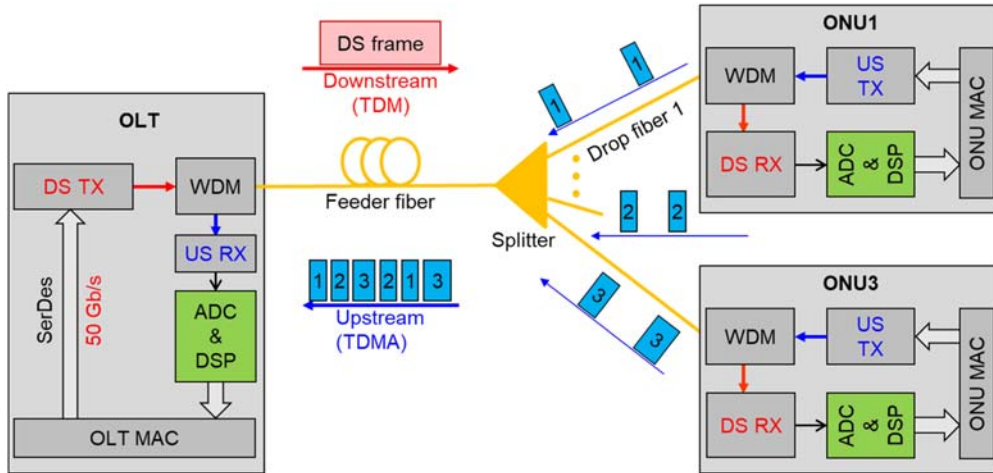 OLT
DS TX
WDM
US RX
SerDes
50 Gb/s
ADC
&
DSP
OLT MAC
DS frame
Downstream
(TDM)
Feeder fiber
1 2 3 2 1 3
Upstream
(TDMA)
Splitter
1 1
Drop fiber 1
2 2
3 3
ONU1
WDM
US
TX
DS RX
ADC
&
DSP
ONU MAC
ONU3
WDM
US
TX
DS RX
ADC
&
DSP
ONU MAC